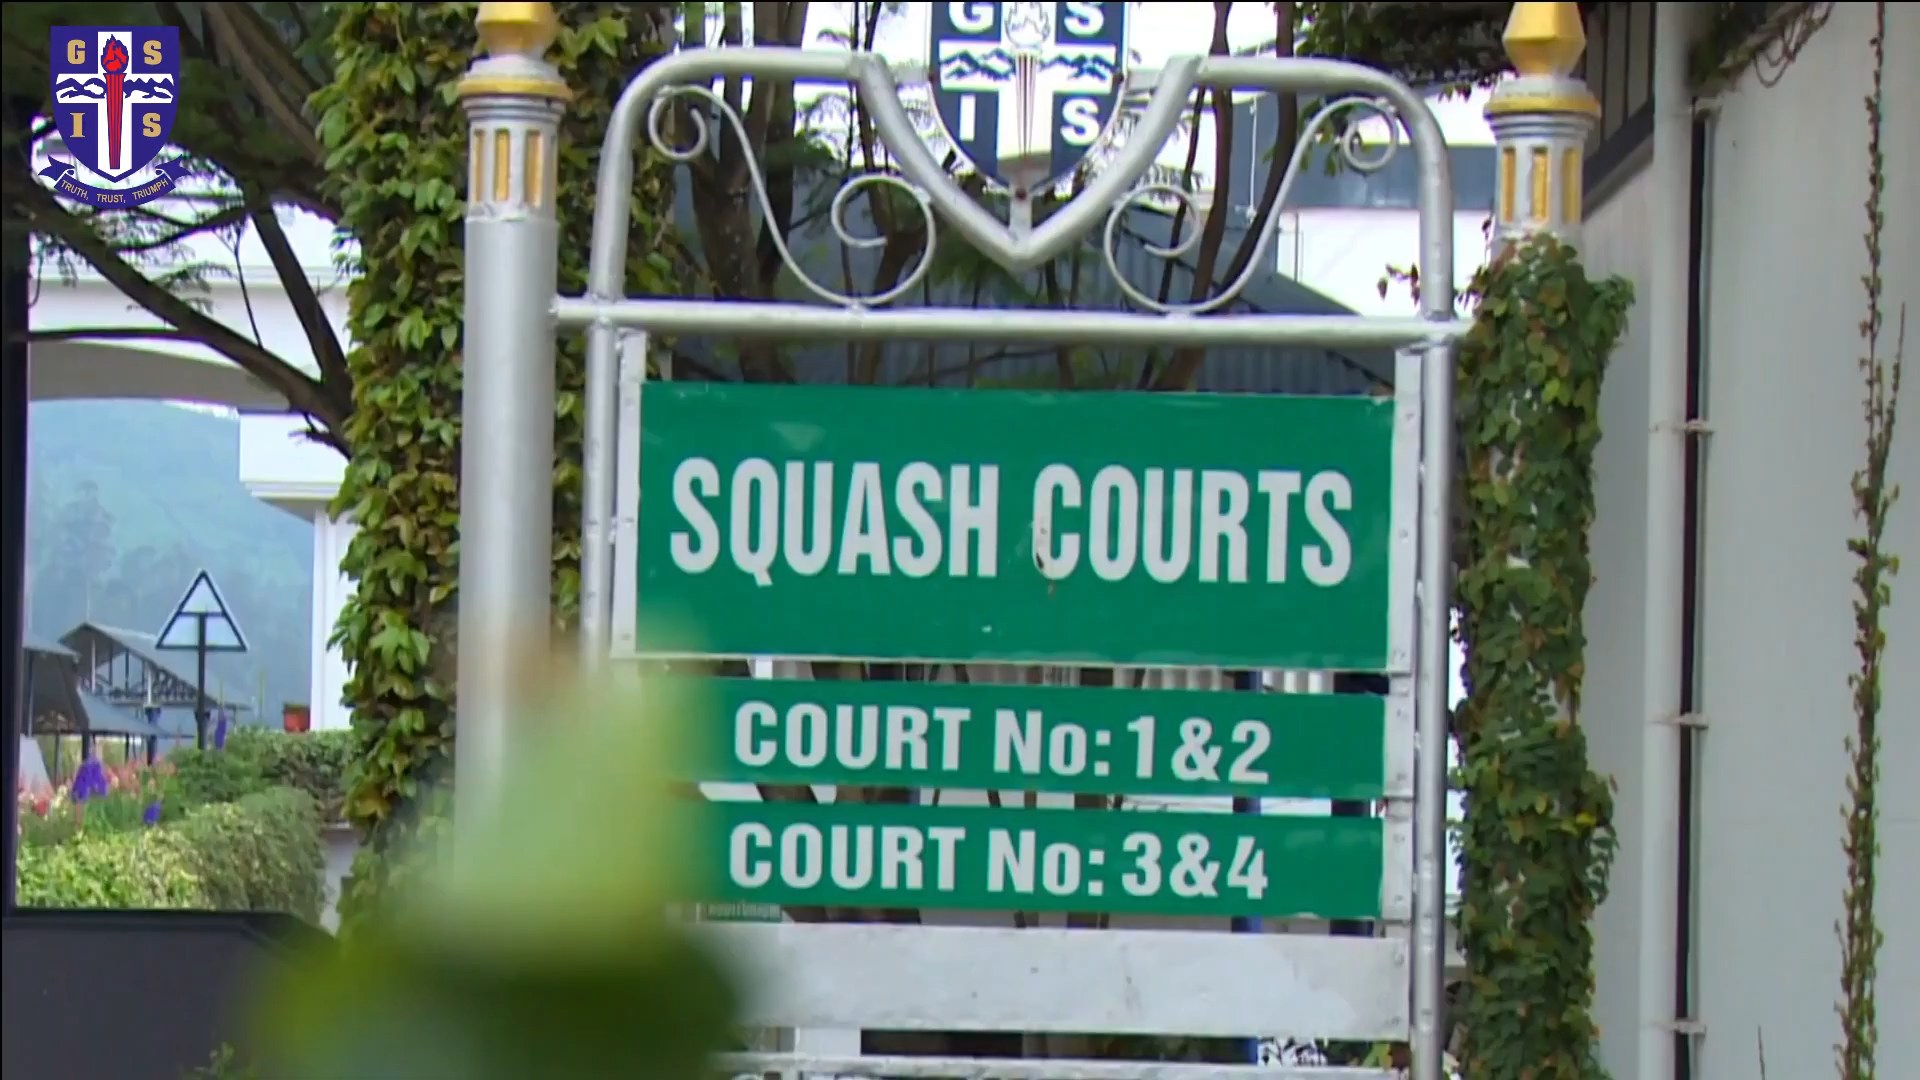 G S
I S
TRUTH, TRUST, TRIUMPH
G S
I S
SQUASH COURTS
COURT No: 1&2
COURT No: 3&4